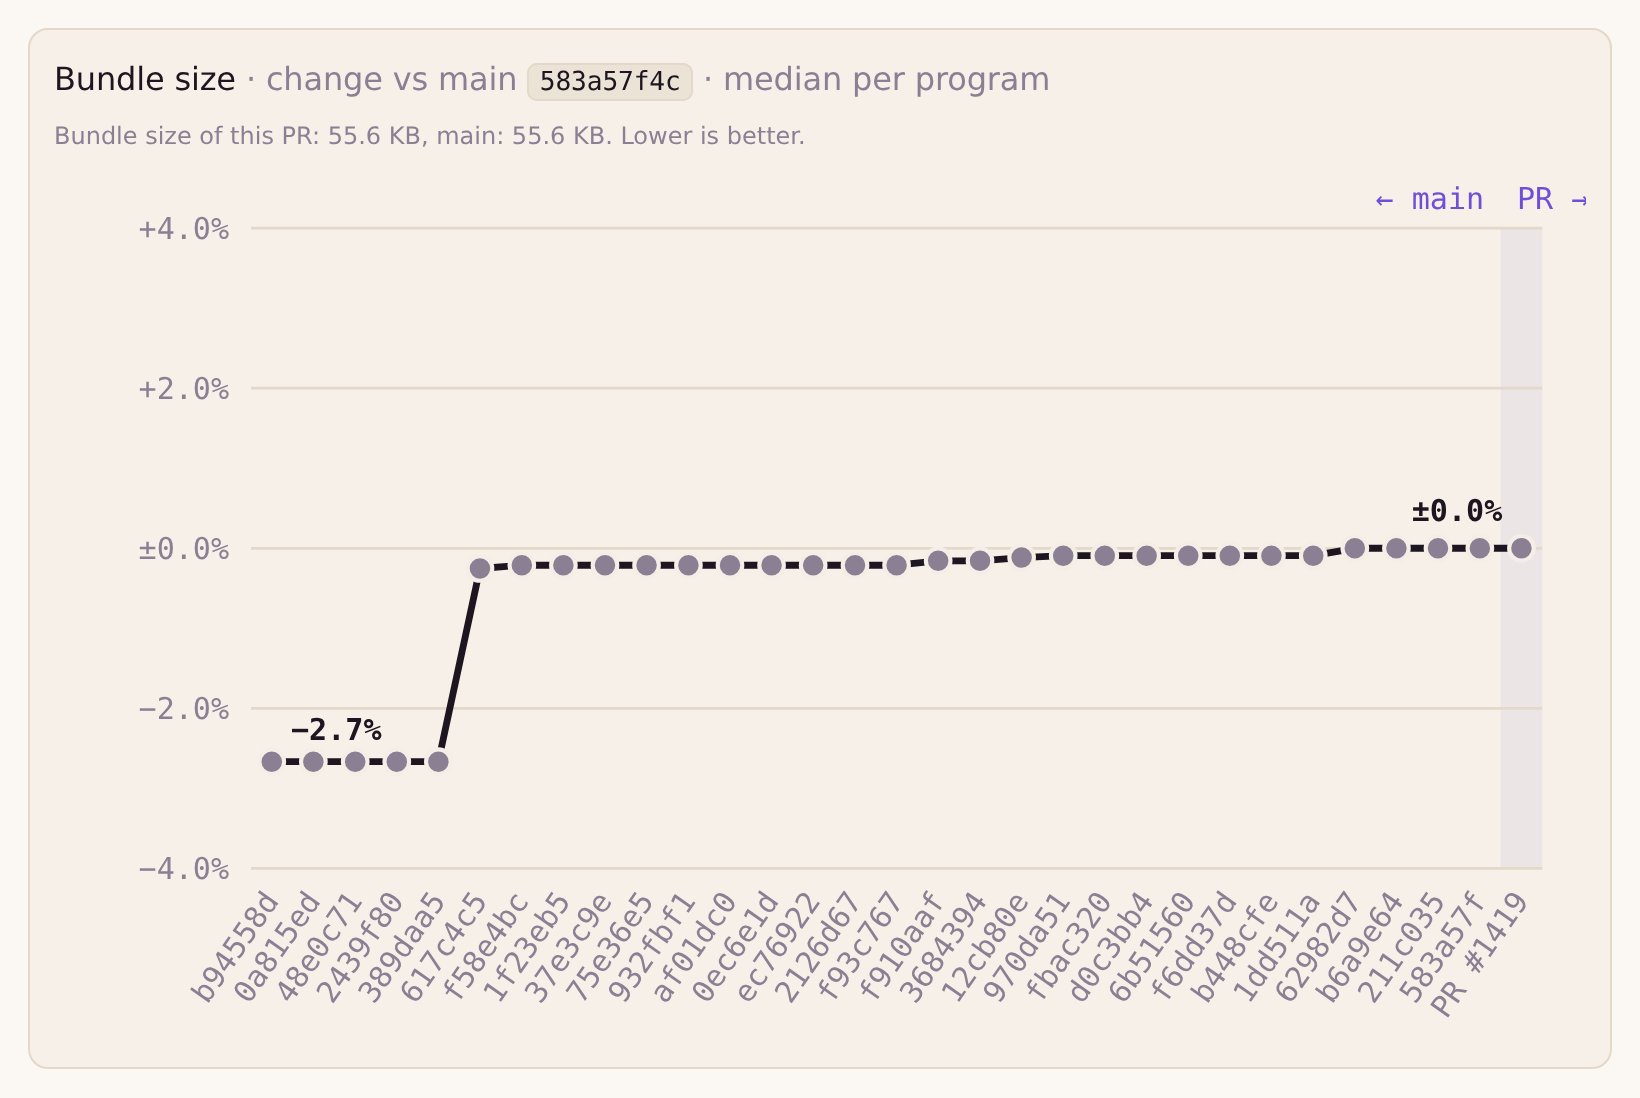 Bundle size · change vs main 583a57f4c · median per program
Bundle size of this PR: 55.6 KB, main: 55.6 KB. Lower is better.
← main PR →
+4.0%
+2.0%
±0.0%
−2.0%
−4.0%
±0.0%
−2.7%
b94558d
0a815ed
48e0c71
2439f80
389daa5
617c4c5
f58e4bc
1f23eb5
37e3c9e
75e36e5
932fbf1
af01dc0
0ec6e1d
ec76922
2126d67
f93c767
f910aaf
3684394
12cb80e
970da51
fbac320
d0c3bb4
6b51560
f6dd37d
b448cfe
1dd511a
62982d7
b6a9e64
211c035
583a57f
PR #1419